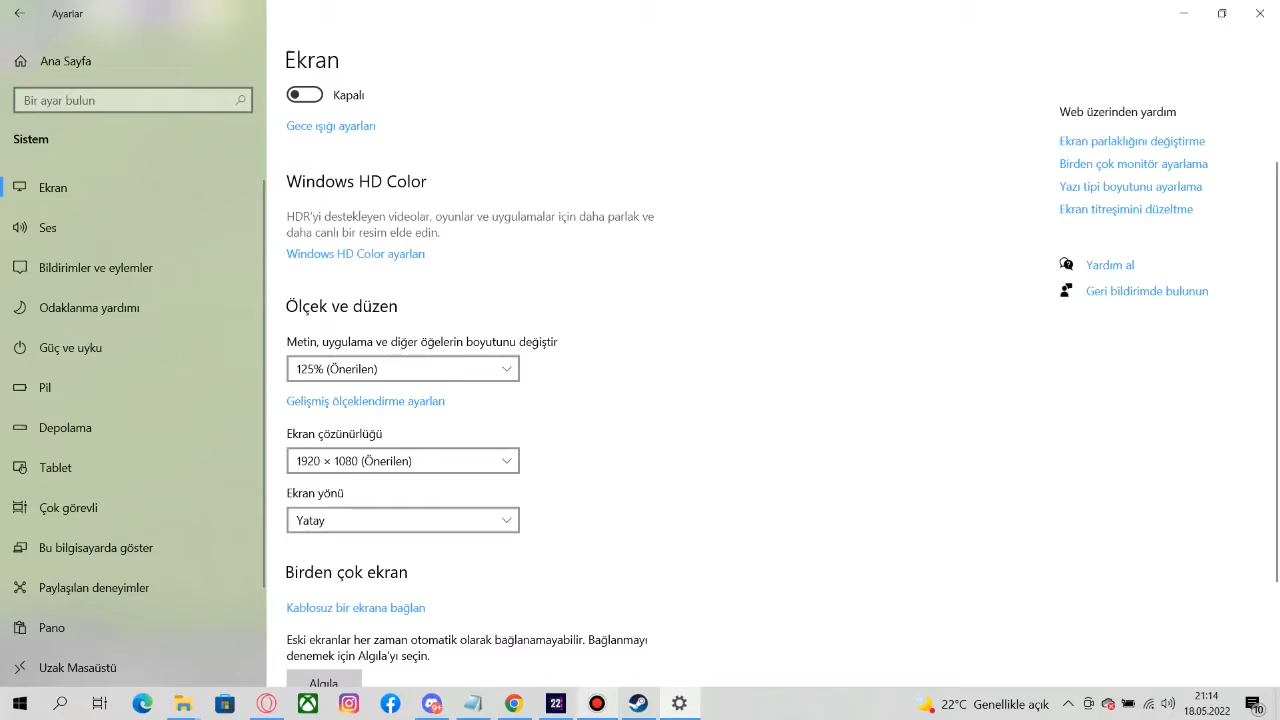 Ayarlar
Ana Sayfa
Bir ayar bulun
Sistem
Ekran
Ses
Bildirimler ve eylemler
Odaklanma yardımı
Güç ve uyku
Pil
Depolama
Tablet
Çok görevli
Bu bilgisayarda göster
Paylaşılan deneyimler
Pano
Uzak Masaüstü
Ekran
Kapalı
Gece ışığı ayarları
Windows HD Color
HDR'yi destekleyen videolar, oyunlar ve uygulamalar için daha parlak ve
daha canlı bir resim elde edin.
Windows HD Color ayarları
Ölçek ve düzen
Metin, uygulama ve diğer öğelerin boyutunu değiştir
125% (Önerilen)
Gelişmiş ölçeklendirme ayarları
Ekran çözünürlüğü
1920 × 1080 (Önerilen)
Ekran yönü
Yatay
Birden çok ekran
Kablosuz bir ekrana bağlan
Eski ekranlar her zaman otomatik olarak bağlanamayabilir. Bağlanmayı
denemek için Algıla'yı seçin.
Algıla
Web üzerinden yardım
Ekran parlaklığını değiştirme
Birden çok monitör ayarlama
Yazı tipi boyutunu ayarlama
Ekran titreşimini düzeltme
Yardım al
Geri bildirimde bulunun
9+
22
22°C Genellikle açık
21:14
18.05.2022
10